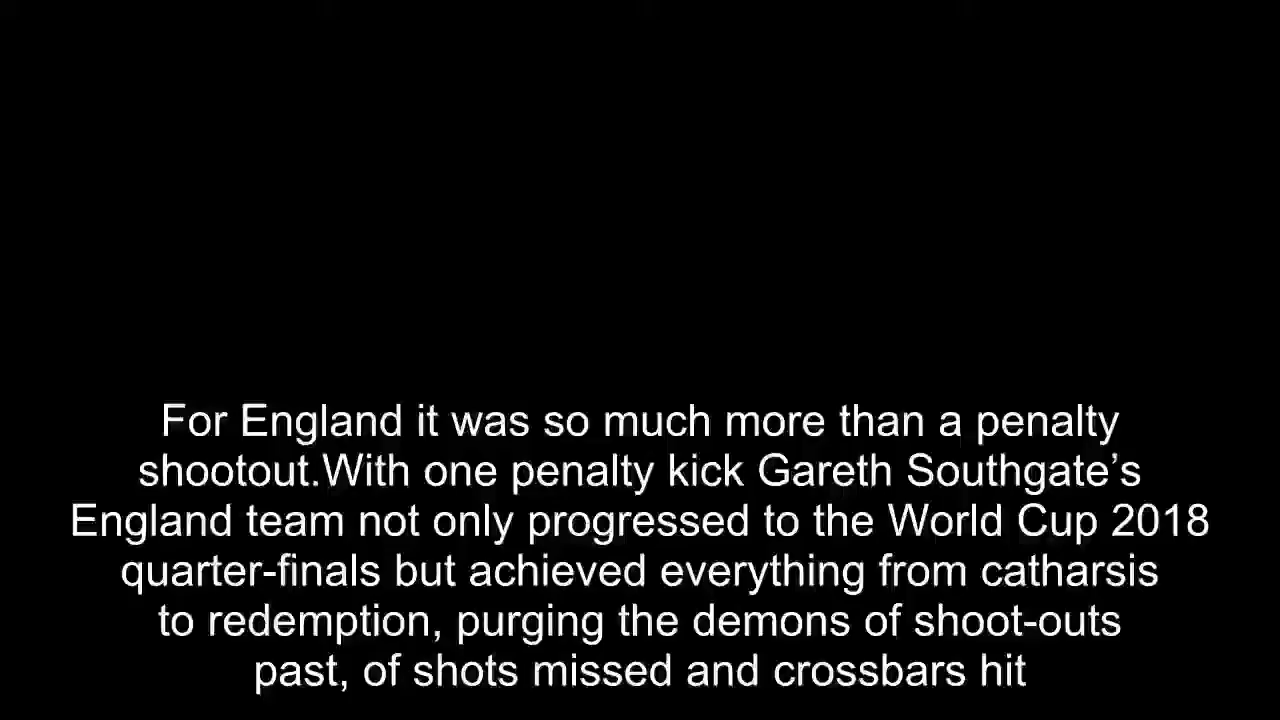 For England it was so much more than a penalty
shootout.With one penalty kick Gareth Southgate’s
England team not only progressed to the World Cup 2018
quarter-finals but achieved everything from catharsis
to redemption, purging the demons of shoot-outs
past, of shots missed and crossbars hit